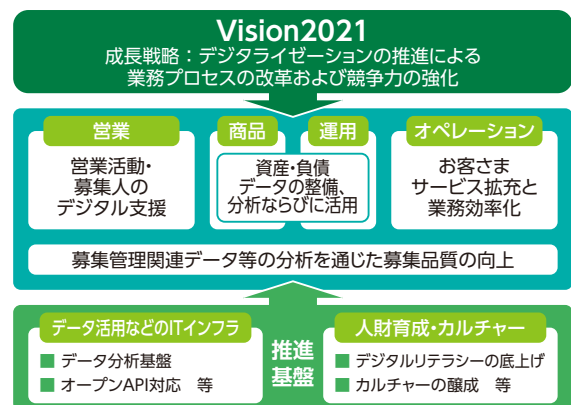 Vision2021
成長戦略：デジタライゼーションの推進による
業務プロセスの改革および競争力の強化
営業
営業活動・
募集人の
デジタル支援
商品
運用
資産・負債
データの整備、
分析ならびに活用
オペレーション
お客さま
サービス拡充と
業務効率化
募集管理関連データ等の分析を通じた募集品質の向上
データ活用などのITインフラ
■ データ分析基盤
■ オープンAPI対応　等
推進
基盤
人財育成・カルチャー
■ デジタルリテラシーの底上げ
■ カルチャーの醸成　等